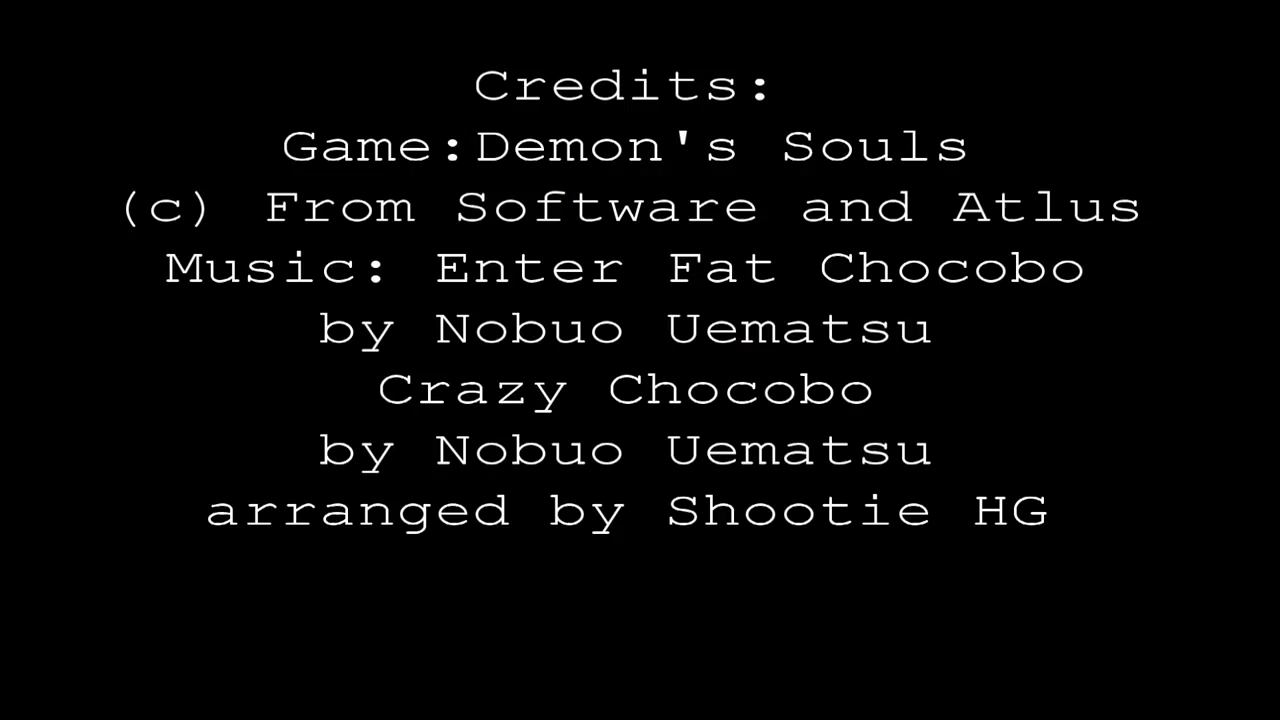 Credits:
Game:Demon's Souls
(c) From Software and Atlus
Music: Enter Fat Chocobo
by Nobuo Uematsu
Crazy Chocobo
by Nobuo Uematsu
arranged by Shootie HG